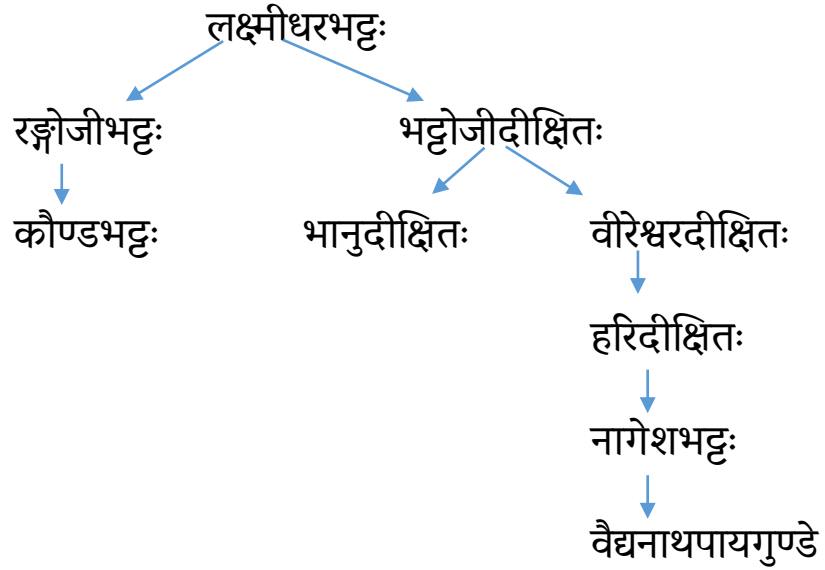 लक्ष्मीधरभट्टः
रङ्गोजीभट्टः भट्टोजीदीक्षितः
कौण्डभट्टः भानुदीक्षितः वीरेश्वरदीक्षितः
हरिदीक्षितः
नागेशभट्टः
वैद्यनाथपायगुण्डे